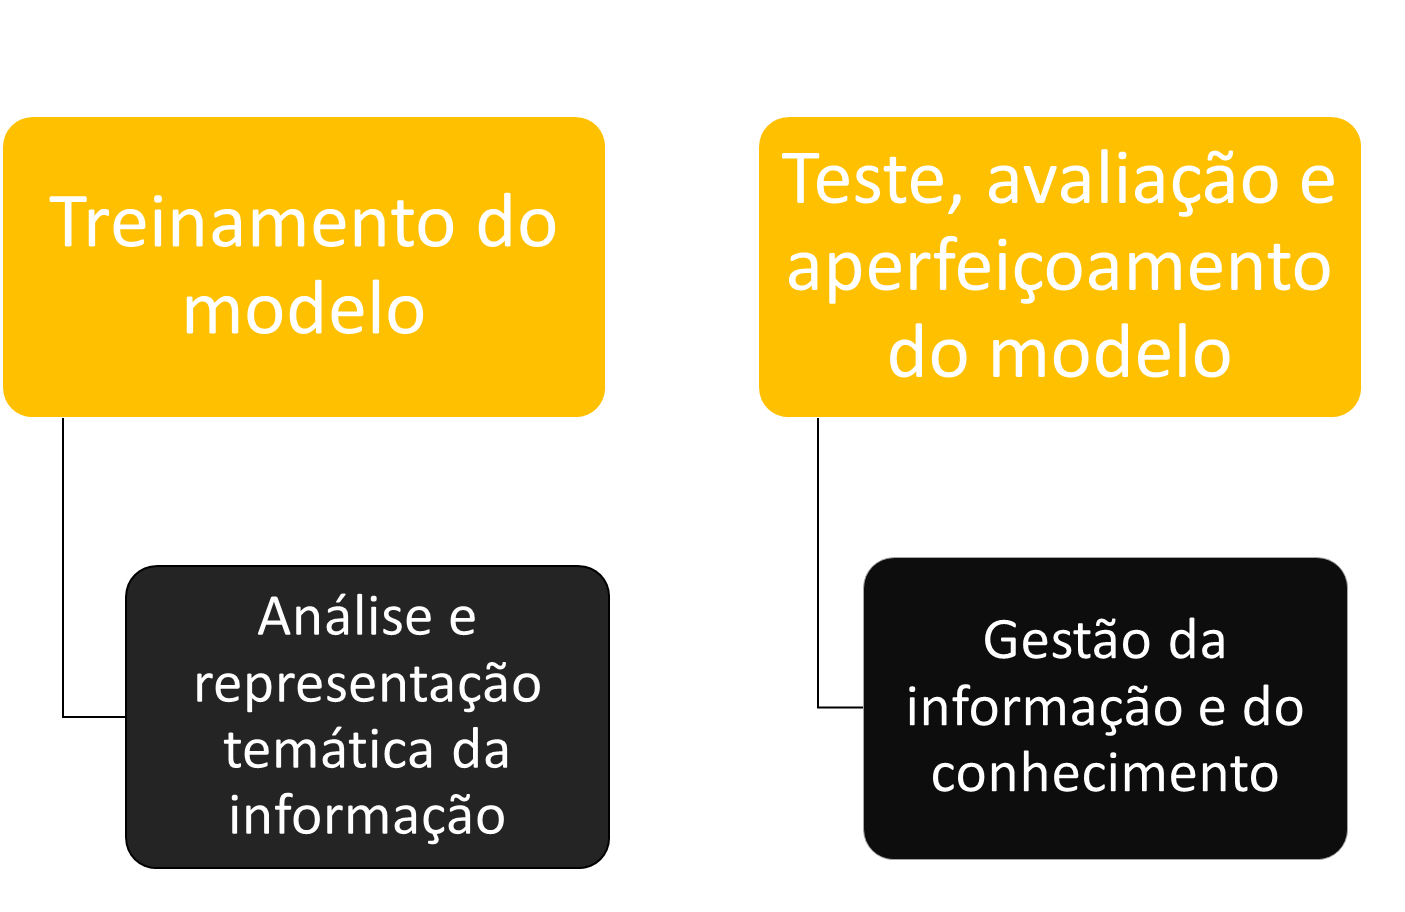 Treinamento do
modelo
Análise e
representação
temática da
informação
Teste, avaliação e
aperfeiçoamento
do modelo
Gestão da
informação e do
conhecimento